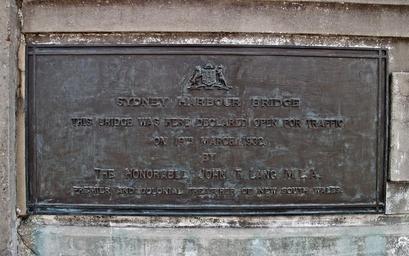 SYDNEY HARBOUR BRIDGE
THIS BRIDGE WAS HERE DECLARED OPEN FOR TRAFFIC
ON 19TH MARCH, 1932,
BY
THE HONORABLE JOHN T. LANG M.L.A.
PREMIER AND COLONIAL TREASURER OF NEW SOUTH WALES.